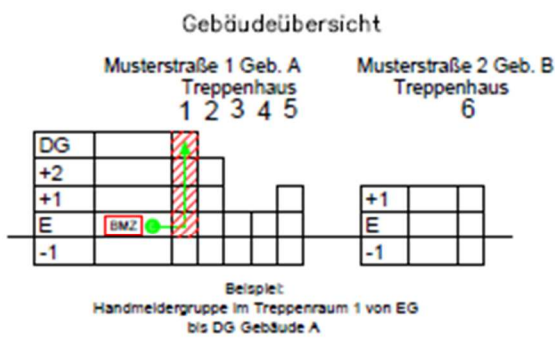 Gebäudeübersicht
Musterstraße 1 Geb. A
Treppenhaus
1 2 3 4 5
Musterstraße 2 Geb. B
Treppenhaus
6
DG
+2
+1
E BMZ
-1
+1
E
-1
Beispiel:
Handmeldergruppe im Treppenraum 1 von EG
bis DG Gebäude A